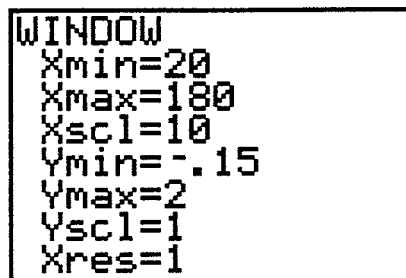 WINDOW
Xmin=20
Xmax=180
Xscl=10
Ymin=-.15
Ymax=2
Yscl=1
Xres=1